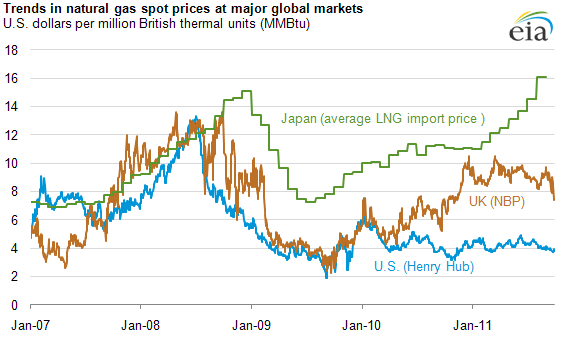 Trends in natural gas spot prices at major global markets
U.S. dollars per million British thermal units (MMBtu)
eia
18
16
Japan (average LNG import price )
14
12
10
8
UK (NBP)
6
4
U.S. (Henry Hub)
2
0
Jan-07 Jan-08 Jan-09 Jan-10 Jan-11